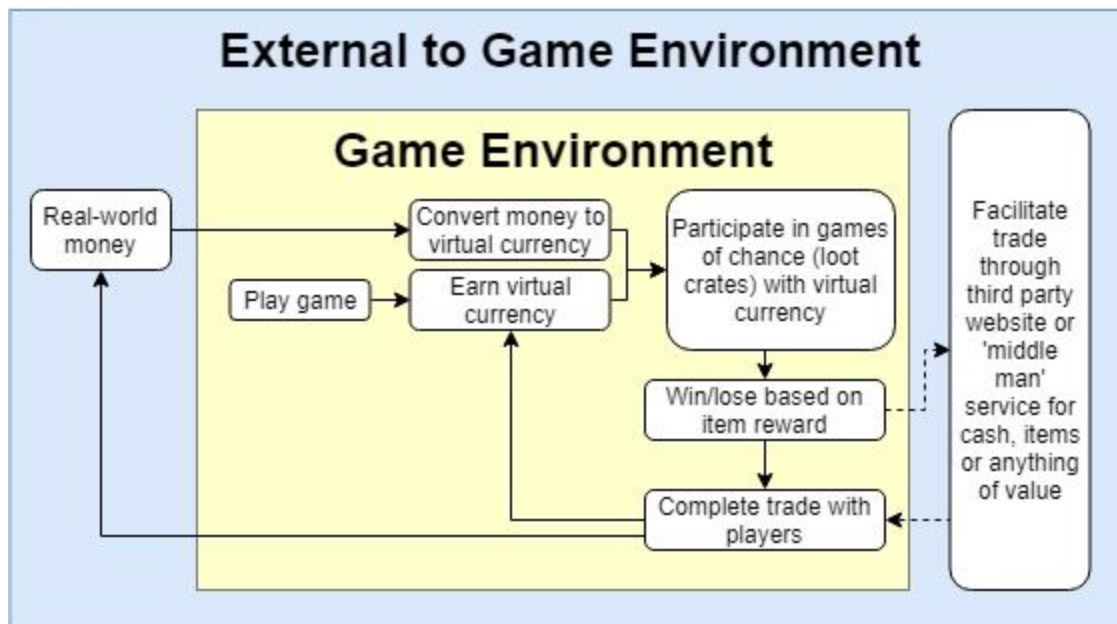 External to Game Environment
Game Environment
Real-world
money
Convert money to
virtual currency
Play game
Earn virtual
currency
Participate in games
of chance (loot
crates) with virtual
currency
Win/lose based on
item reward
Complete trade with
players
Facilitate
trade
through
third party
website or
'middle
man'
service for
cash, items
or anything
of value